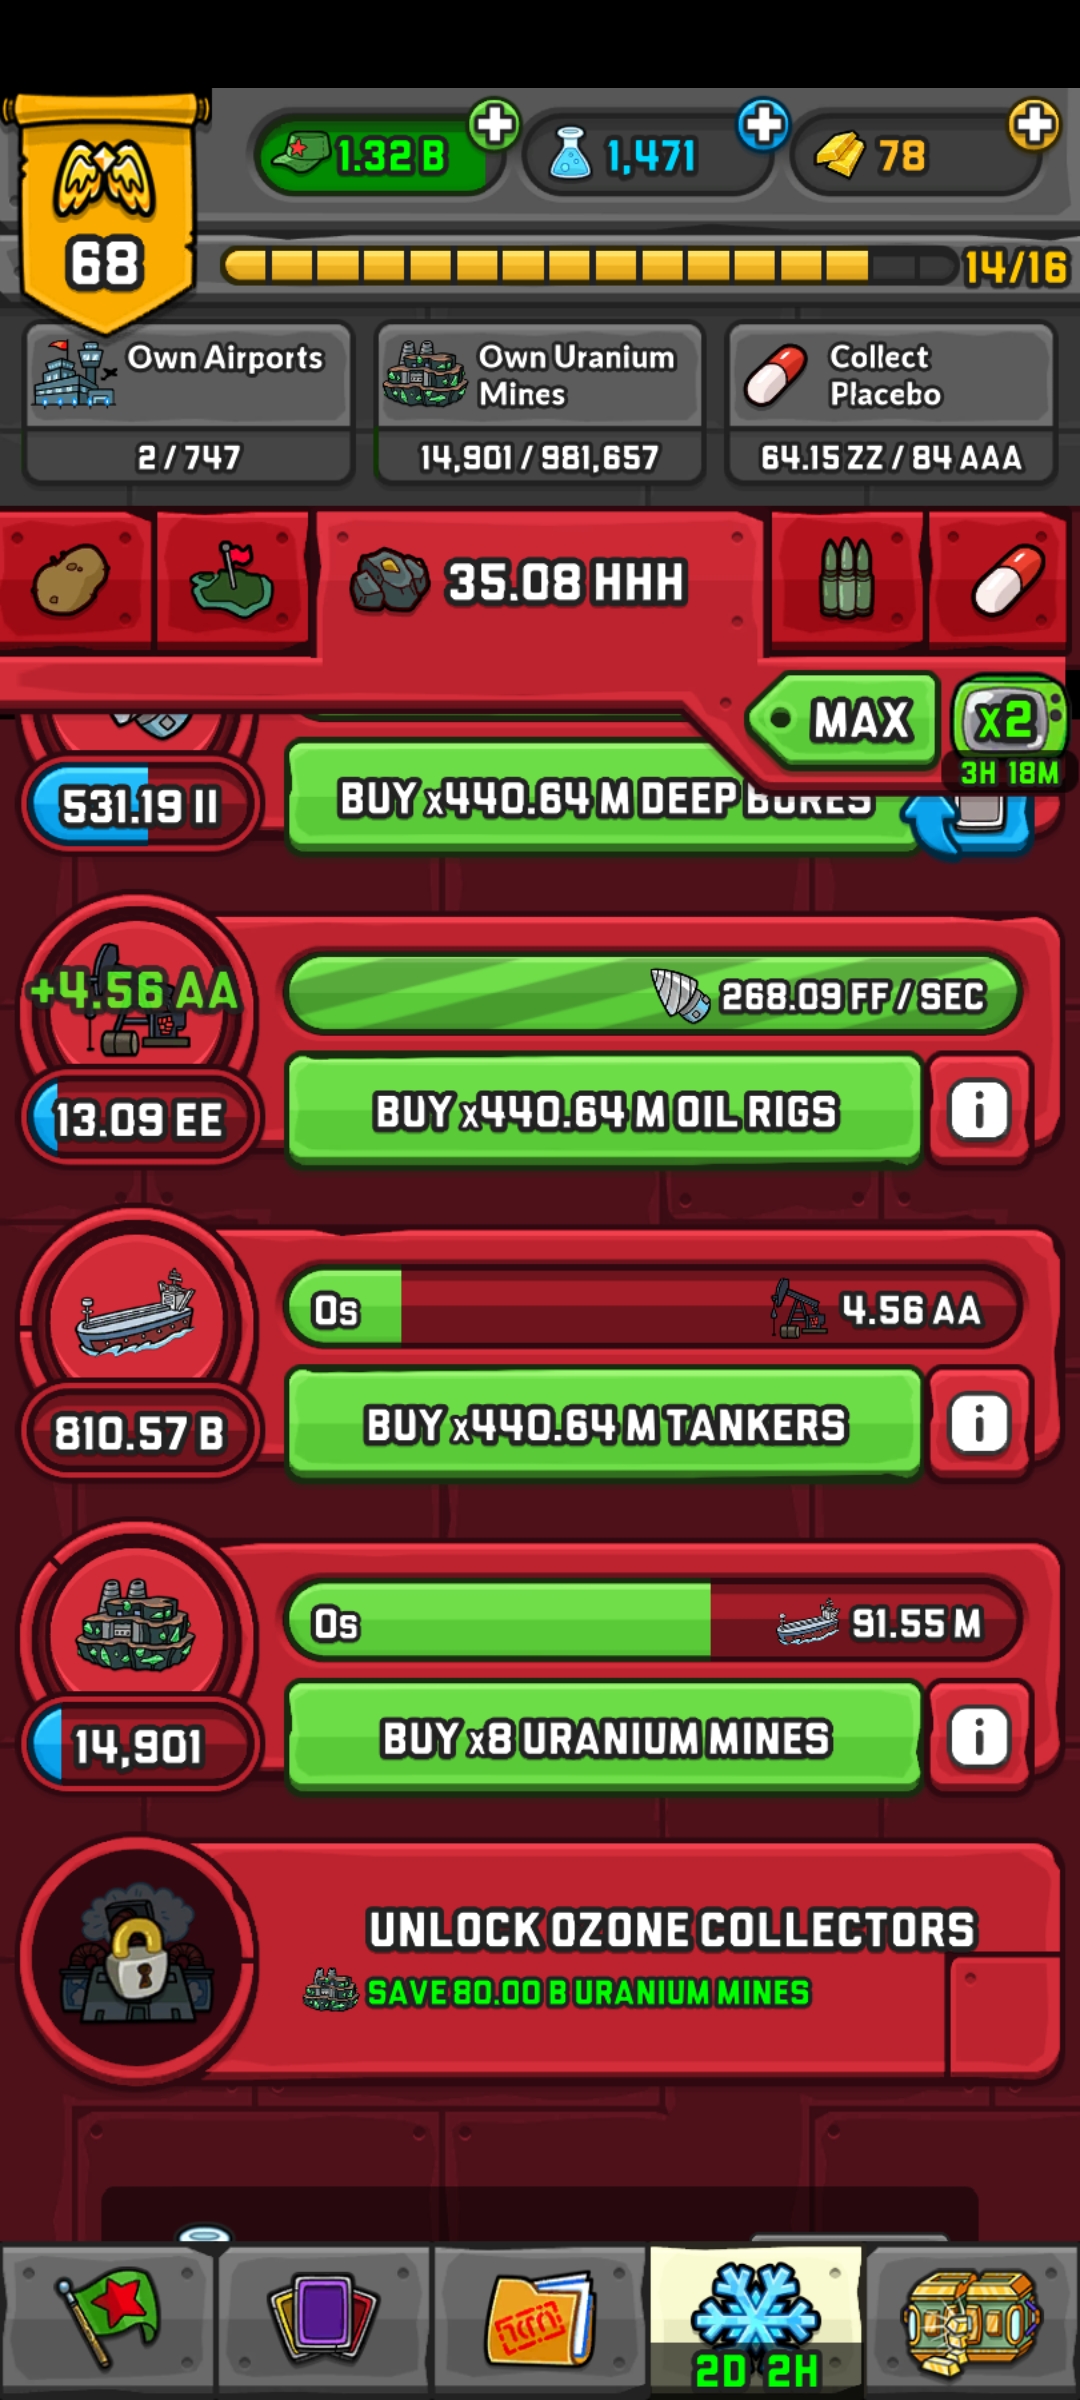 1.32 B
1,471
78
68
14/16
Own Airports
2 / 747
Own Uranium
Mines
14,901 / 981,657
Collect
Placebo
64.15 ZZ / 84 AAA
35.08 HHH
MAX
x2
3H 18M
531.19 II
BUY x440.64 M DEEP BORES
+4.56 AA
268.09 FF / SEC
13.09 EE
BUY x440.64 M OIL RIGS
i
0s
4.56 AA
810.57 B
BUY x440.64 M TANKERS
i
0s
91.55 M
14,901
BUY x8 URANIUM MINES
i
UNLOCK OZONE COLLECTORS
SAVE 80.00 B URANIUM MINES
2D 2H